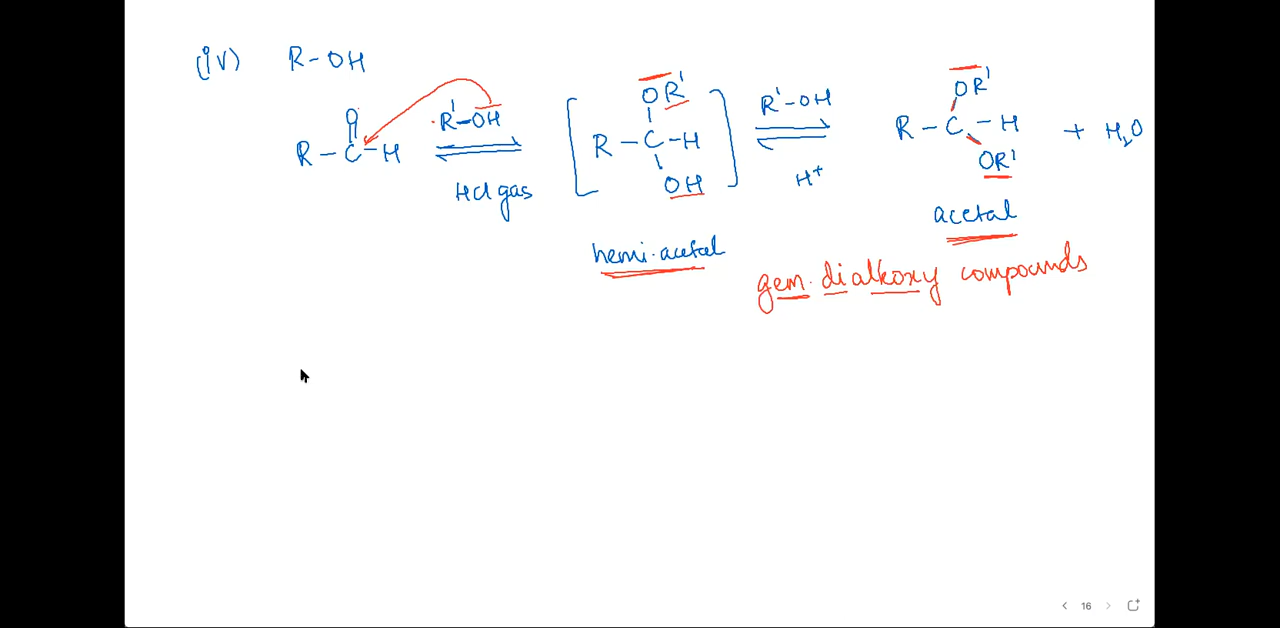 (iv) R-OH
R-C-H O R'-OH HCl gas
[R-C-H OR' OH] R'-OH H+
R-C-H OR' OR' + H2O
hemi-acetal
acetal
gem. dialkoxy compounds
16